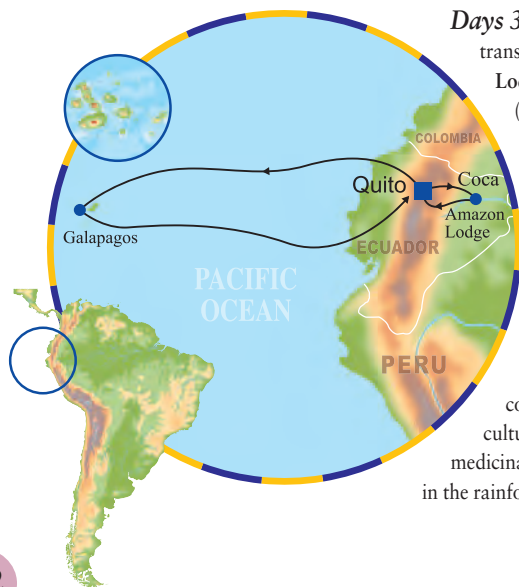 Days 3
trans
Lo
(
COLOMBIA
Quito
Coca
Amazon
Lodge
Galapagos
ECUADOR
PACIFIC
OCEAN
PERU
co
cultu
medicina
in the rainfo